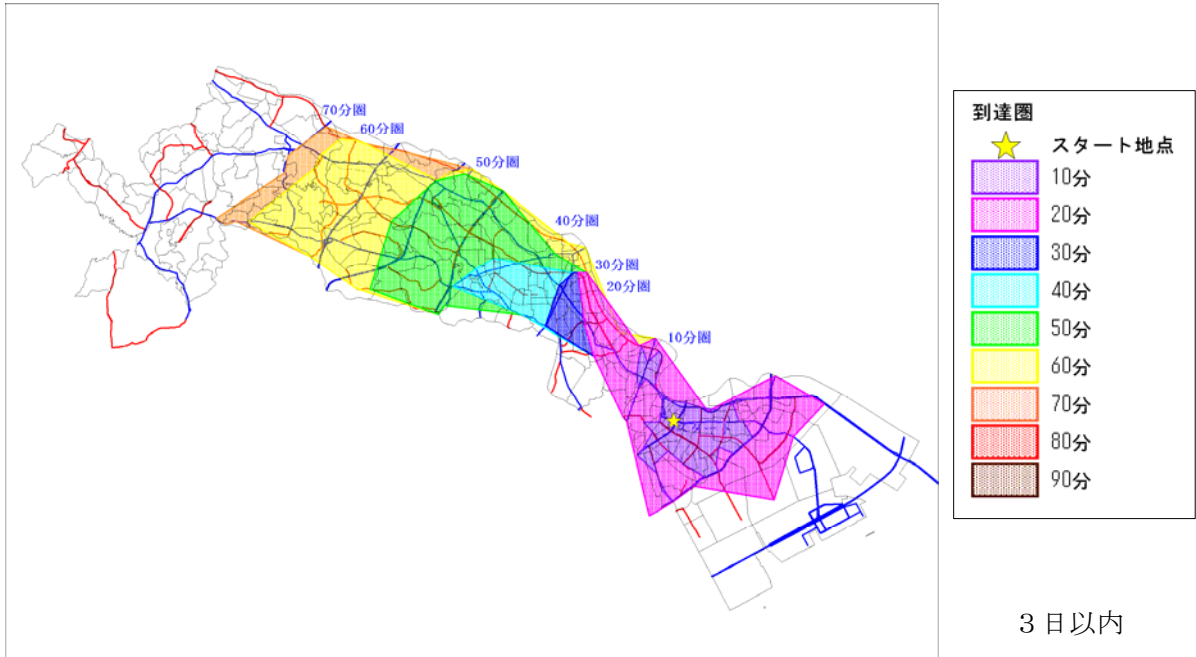 70分圏
60分圏
50分圏
40分圏
30分圏
20分圏
10分圏
到達圏
スタート地点
10分
20分
30分
40分
50分
60分
70分
80分
90分
3日以内